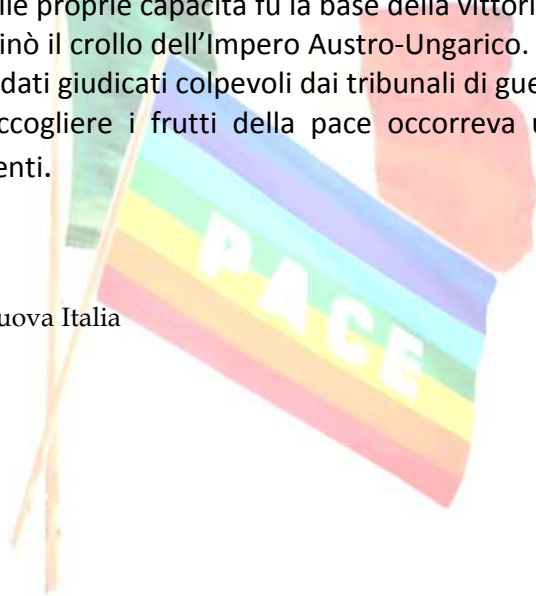 lle proprie capacità fu la base della vittori
inò il crollo dell’Impero Austro-Ungarico.
dati giudicati colpevoli dai tribunali di gue
ccogliere i frutti della pace occorreva u
enti.
PACE
uova Italia